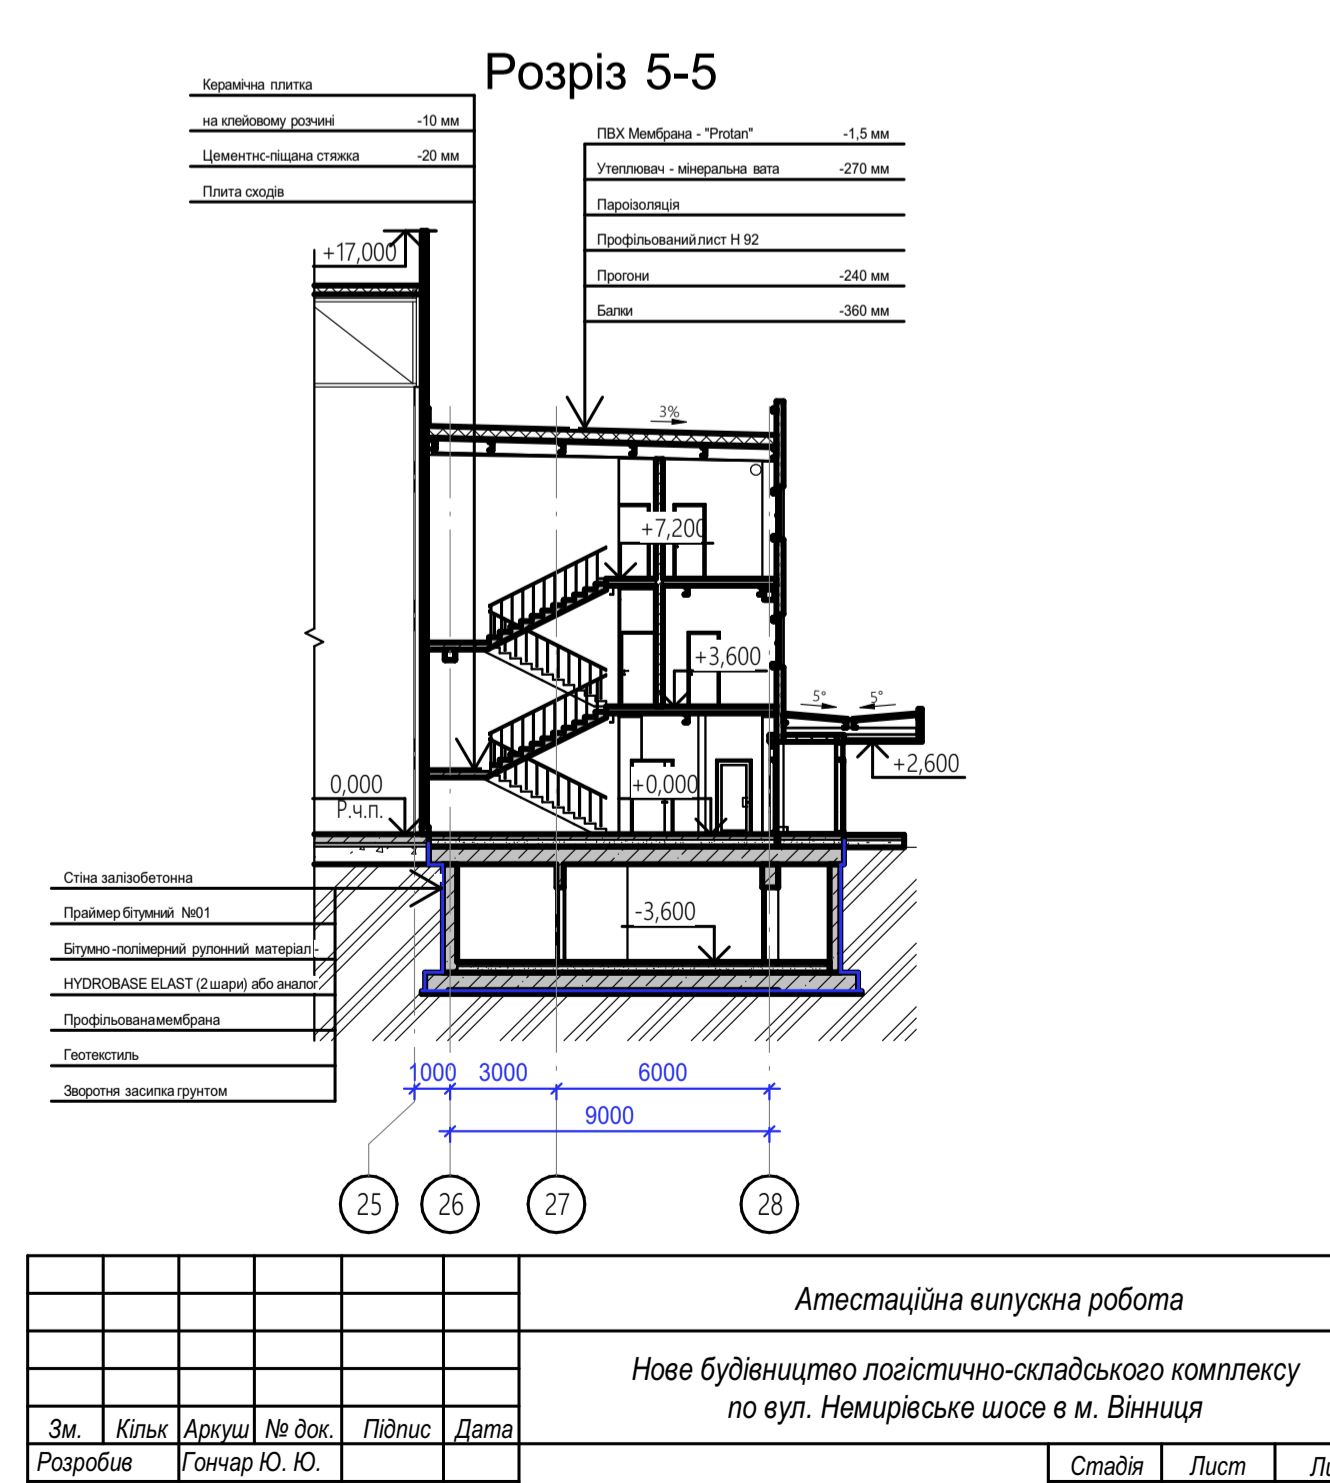 Розріз 5-5
Керамічна плитка
на клейовому розчині -10 мм
Цементно-піщана стяжка -20 мм
Плита сходів
ПВХ Мембрана - "Protan" -1,5 мм
Утеплювач - мінеральна вата -270 мм
Пароізоляція
Профільований лист Н 92
Прогони -240 мм
Балки -360 мм
+17,000
3%
+7,200
+3,600
5° 5°
+2,600
0,000
Р.ч.п.
+0,000
-3,600
Стіна залізобетонна
Праймер бітумний №01
Бітумно-полімерний рулонний матеріал -
HYDROBASE ELAST (2 шари) або аналог
Профільована мембрана
Геотекстиль
Зворотня засипка грунтом
1000 3000 6000
9000
25 26 27 28
Атестаційна випускна робота
Нове будівництво логістично-складського комплексу
по вул. Немирівське шосе в м. Вінниця
Зм. Кільк Аркуш № док. Підпис Дата
Розробив Гончар Ю. Ю.
Стадія Лист